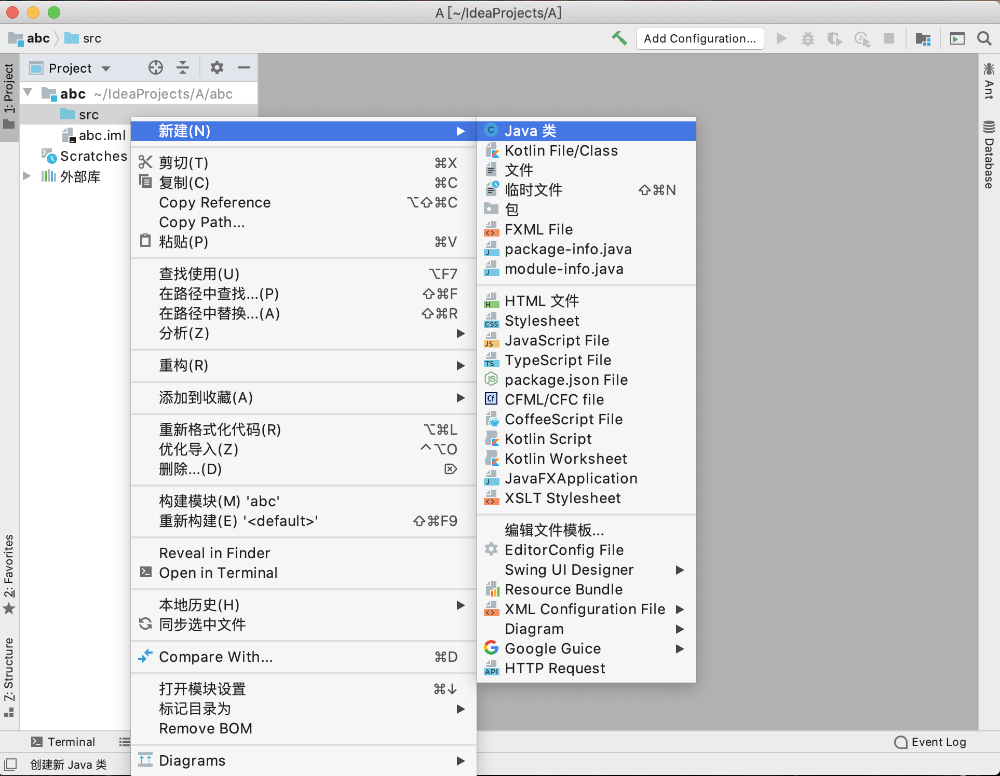 A [~/IdeaProjects/A]
abc
src
Add Configuration...
1: Project
Project
abc ~/IdeaProjects/A/abc
src
abc.iml
Scratches
外部库
2: Favorites
7: Structure
新建(N)
剪切(T) ⌘X
复制(C) ⌘C
Copy Reference ⌥⇧⌘C
Copy Path...
粘贴(P) ⌘V
查找使用(U) ⌥F7
在路径中查找...(P) ⇧⌘F
在路径中替换...(A) ⇧⌘R
分析(Z)
重构(R)
添加到收藏(A)
重新格式化代码(R) ⌥⌘L
优化导入(Z) ^⌥O
删除...(D) ⌦
构建模块(M) 'abc'
重新构建(E) '<default>' ⇧⌘F9
Reveal in Finder
Open in Terminal
本地历史(H)
同步选中文件
Compare With... ⌘D
打开模块设置 ⌘↓
标记目录为
Remove BOM
Diagrams
Java 类
Kotlin File/Class
文件
临时文件 ⇧⌘N
包
FXML File
package-info.java
module-info.java
HTML 文件
Stylesheet
JavaScript File
TypeScript File
package.json File
CFML/CFC file
CoffeeScript File
Kotlin Script
Kotlin Worksheet
JavaFXApplication
XSLT Stylesheet
编辑文件模板...
EditorConfig File
Swing UI Designer
Resource Bundle
XML Configuration File
Diagram
Google Guice
HTTP Request
Ant
Database
Terminal
Event Log
创建新 Java 类